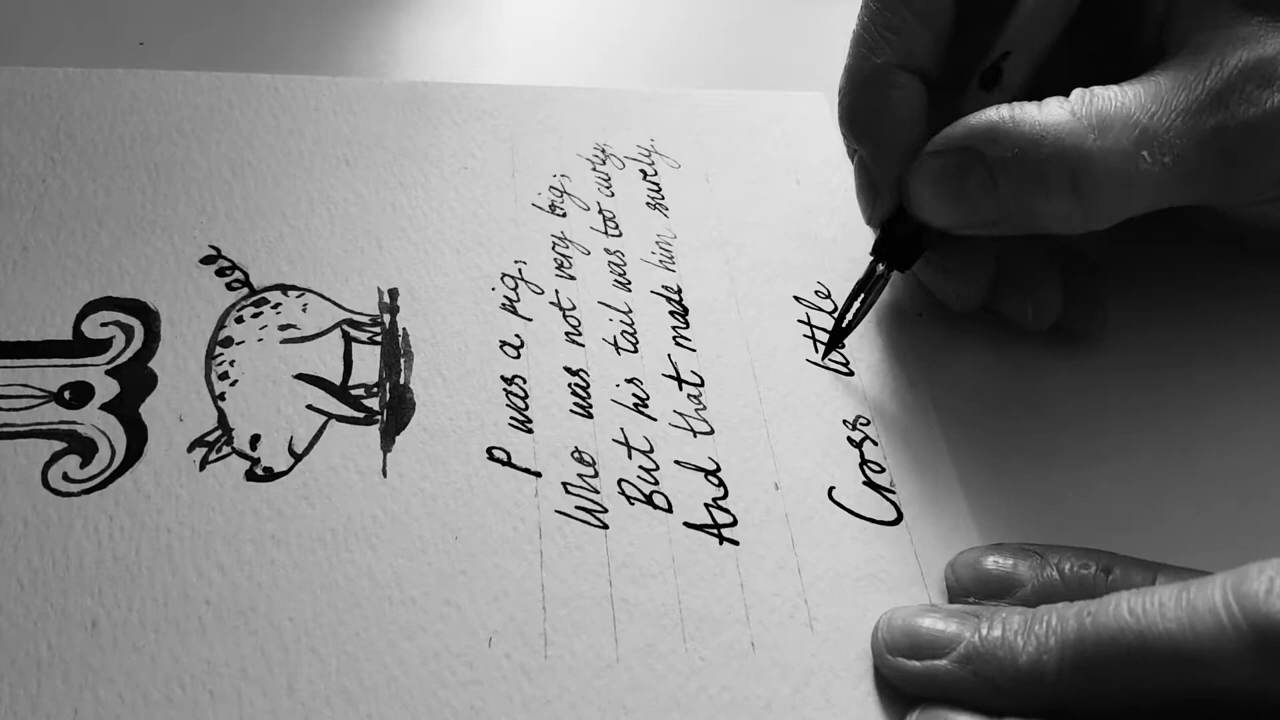 P was a pig,
Who was not very big;
But his tail was too curly,
And that made him surly.
Cross little